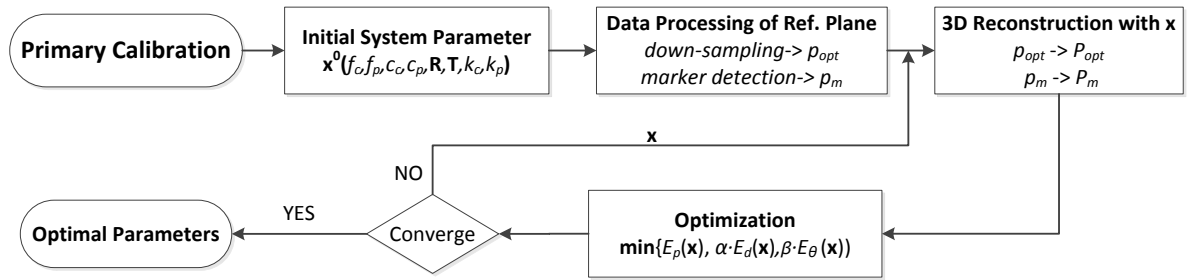 Primary Calibration
Initial System Parameter
x⁰(f_c,f_p,c_c,c_p,R,T,k_c,k_p)
Data Processing of Ref. Plane
down-sampling-> p_opt
marker detection-> p_m
3D Reconstruction with x
p_opt -> P_opt
p_m -> P_m
x
NO
YES
Optimal Parameters
Converge
Optimization
min{E_p(x), α·E_d(x),β·E_θ(x))